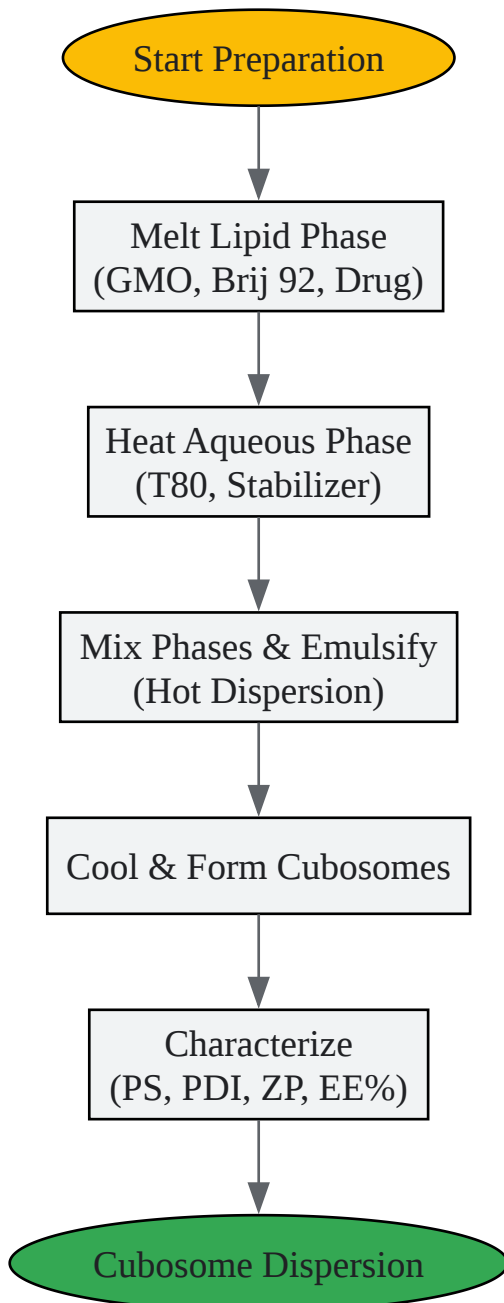 Start Preparation
Melt Lipid Phase
(GMO, Brij 92, Drug)
Heat Aqueous Phase
(T80, Stabilizer)
Mix Phases & Emulsify
(Hot Dispersion)
Cool & Form Cubosomes
Characterize
(PS, PDI, ZP, EE%)
Cubosome Dispersion